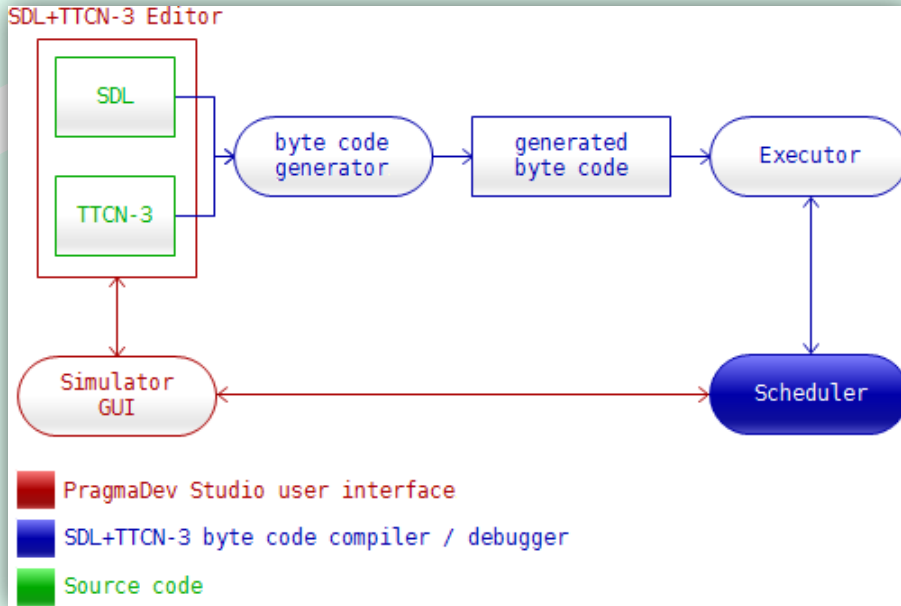 SDL+TTCN-3 Editor
SDL
TTCN-3
byte code
generator
generated
byte code
Executor
Simulator
GUI
Scheduler
PragmaDev Studio user interface
SDL+TTCN-3 byte code compiler / debugger
Source code